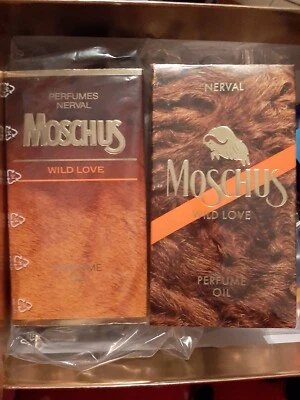 PERFUMES
NERVAL
MOSCHUS
WILD LOVE
NERVAL
MOSCHUS
WILD LOVE
PERFUME
OIL